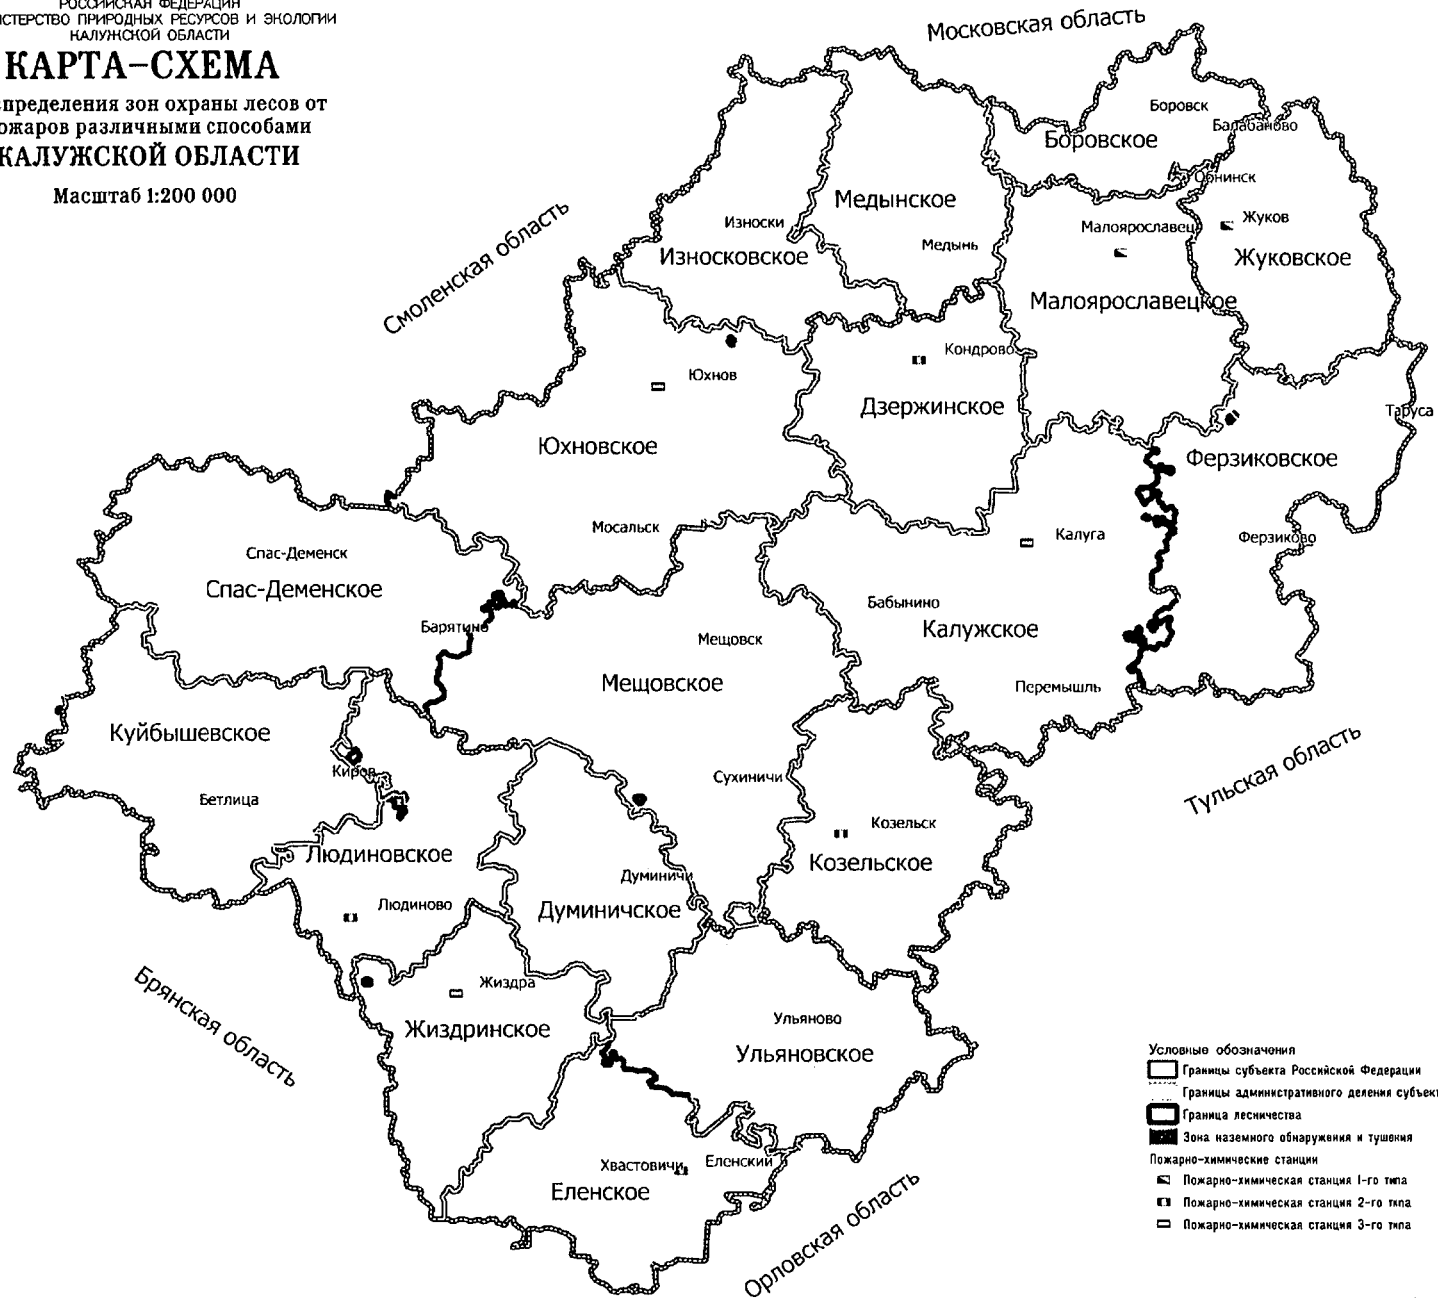 РОССИЙСКАЯ ФЕДЕРАЦИЯ
ИСТЕРСТВО ПРИРОДНЫХ РЕСУРСОВ И ЭКОЛОГИИ
КАЛУЖСКОЙ ОБЛАСТИ
КАРТА-СХЕМА
спределения зон охраны лесов от
ожаров различными способами
КАЛУЖСКОЙ ОБЛАСТИ
Масштаб 1:200 000
Московская область
Боровск
Балабаново
Боровское
Обнинск
Медынское
Износки
Малоярославец
Жуков
Медынь
Износковское
Жуковское
Смоленская область
Малоярославецкое
Кондрово
Юхнов
Дзержинское
Таруса
Юхновское
Ферзиковское
Мосальск
Калуга
Ферзиково
Спас-Деменск
Спас-Деменское
Бабынино
Барятино
Калужское
Мещовск
Мещовское
Перемышль
Куйбышевское
Тульская область
Киров
Сухиничи
Бетлица
Козельск
Людиновское
Козельское
Думиничи
Людиново
Думиничское
Жиздра
Брянская область
Жиздринское
Ульяново
Ульяновское
Хвастовичи
Еленский
Еленское
Орловская область
Условные обозначения
Границы субъекта Российской Федерации
Границы административного деления субъект
Граница лесничества
Зона наземного обнаружения и тушения
Пожарно-химические станции
Пожарно-химическая станция 1-го типа
Пожарно-химическая станция 2-го типа
Пожарно-химическая станция 3-го типа